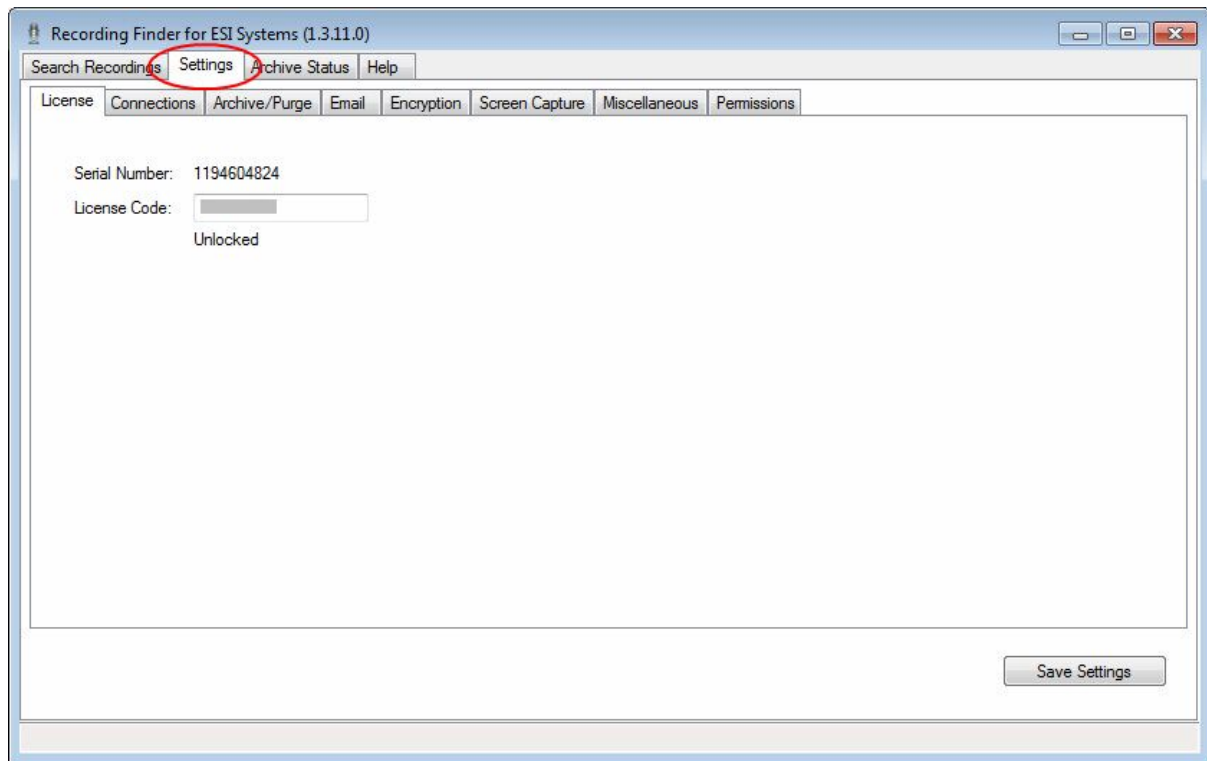 Recording Finder for ESI Systems (1.3.11.0)
Search Recordings Settings Archive Status Help
License Connections Archive/Purge Email Encryption Screen Capture Miscellaneous Permissions
Serial Number: 1194604824
License Code:
Unlocked
Save Settings